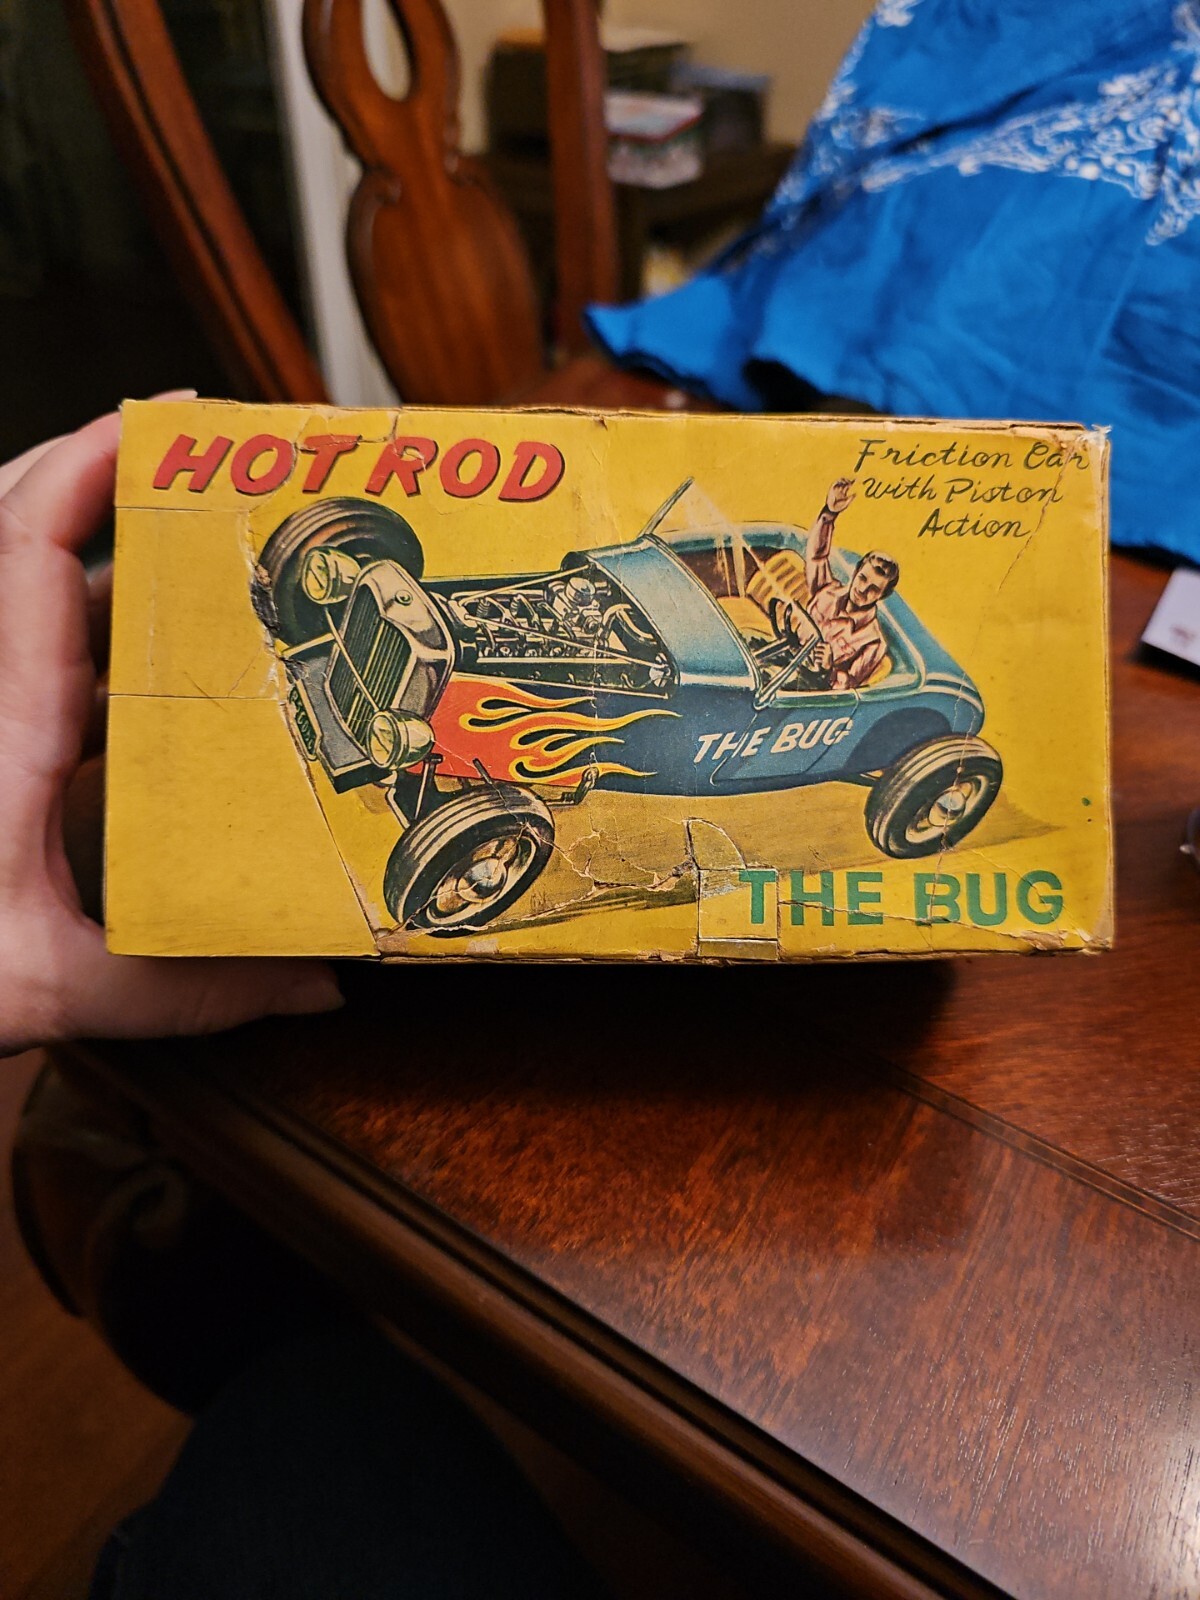 HOT ROD
Friction Car
With Piston
Action
THE BUG
THE BUG